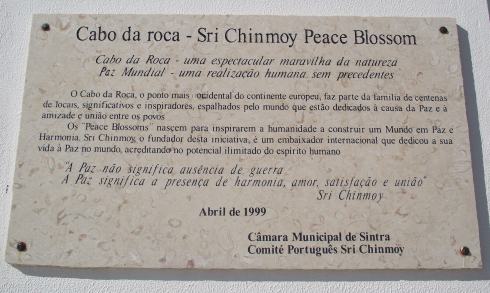 Cabo da roca - Sri Chinmoy Peace Blossom
Cabo da Roca - uma espectacular maravilha da natureza
Paz Mundial - uma realização humana sem precedentes
O Cabo da Roca, o ponto mais ocidental do continente europeu, faz parte da família de centenas
de locais, significativos e inspiradores, espalhados pelo mundo que estão dedicados à causa da Paz e à
amizade e união entre os povos
Os "Peace Blossoms" nasçem para inspirarem a humanidade a construir um Mundo em Paz e
Harmonia. Sri Chinmoy, o fundador desta iniciativa, é um embaixador internacional que dedicou a sua
vida à Paz no mundo, acreditando no potencial ilimitado do espírito humano
"A Paz não significa ausência de guerra
A Paz significa a presença de harmonia, amor, satisfação e união"
Sri Chinmoy
Abril de 1999
Câmara Municipal de Sintra
Comité Português Sri Chinmoy